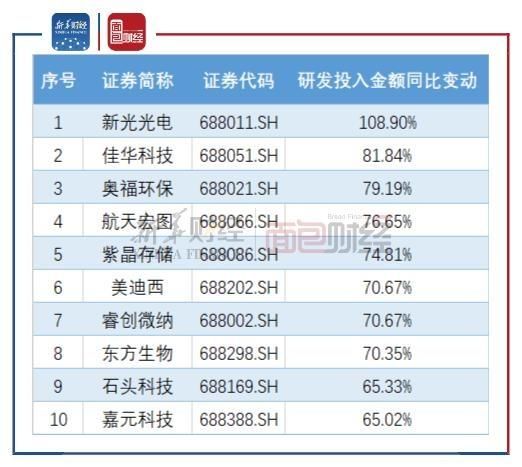 新华财经
XINHUA FINANCE
面包财经
序号 证券简称 证券代码 研发投入金额同比变动
1 新光光电 688011.SH 108.90%
2 佳华科技 688051.SH 81.84%
3 奥福环保 688021.SH 79.19%
4 航天宏图 688066.SH 76.65%
5 紫晶存储 688086.SH 74.81%
6 美迪西 688202.SH 70.67%
7 睿创微纳 688002.SH 70.67%
8 东方生物 688298.SH 70.35%
9 石头科技 688169.SH 65.33%
10 嘉元科技 688388.SH 65.02%
新华财经
XINHUA FINANCE
Bread Finance
面包财经